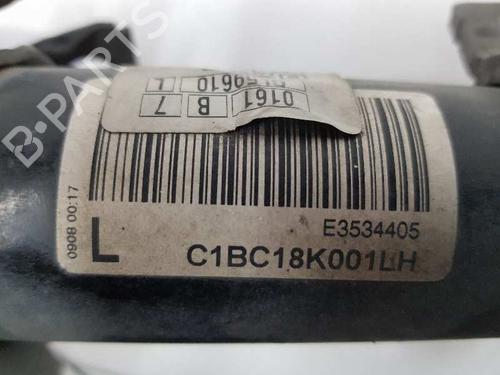 B-PARTS
L
0161
B
7
0908 00:17
E3534405
L
C1BC18K001LH